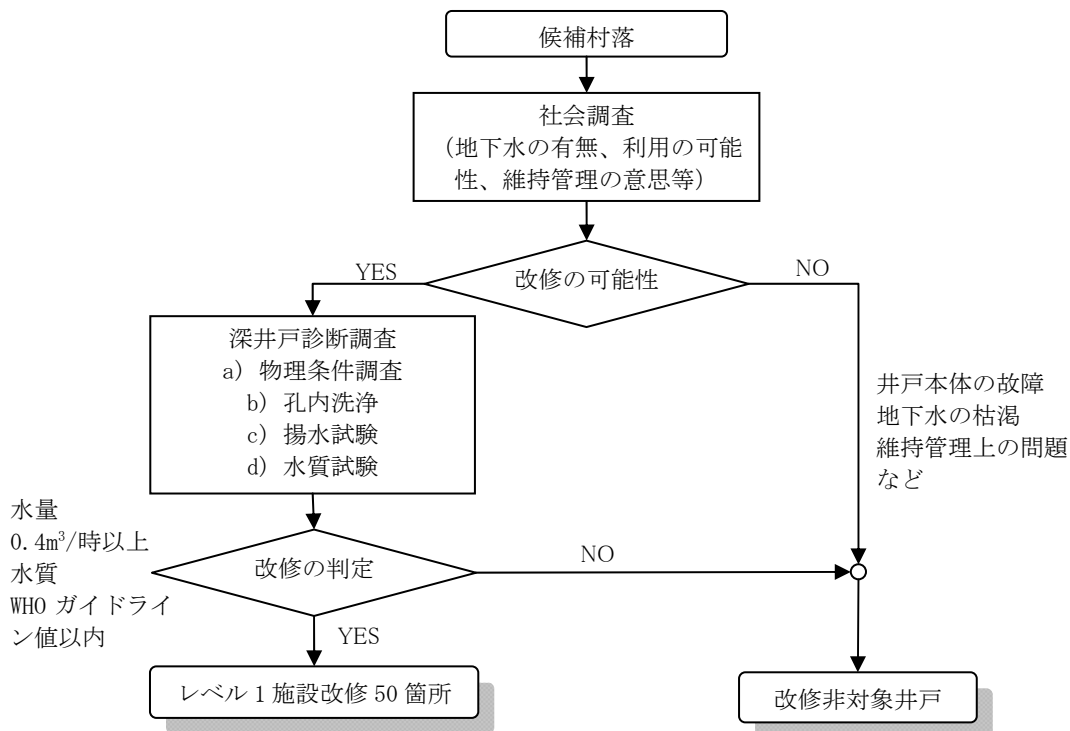 候補村落
社会調査
(地下水の有無、利用の可能
性、維持管理の意思等)
改修の可能性
YES
NO
深井戸診断調査
a) 物理条件調査
b) 孔内洗浄
c) 揚水試験
d) 水質試験
井戸本体の故障
地下水の枯渇
維持管理上の問題
など
水量
0.4m³/時以上
水質
WHO ガイドライ
ン値以内
改修の判定
NO
YES
レベル 1 施設改修 50 箇所
改修非対象井戸